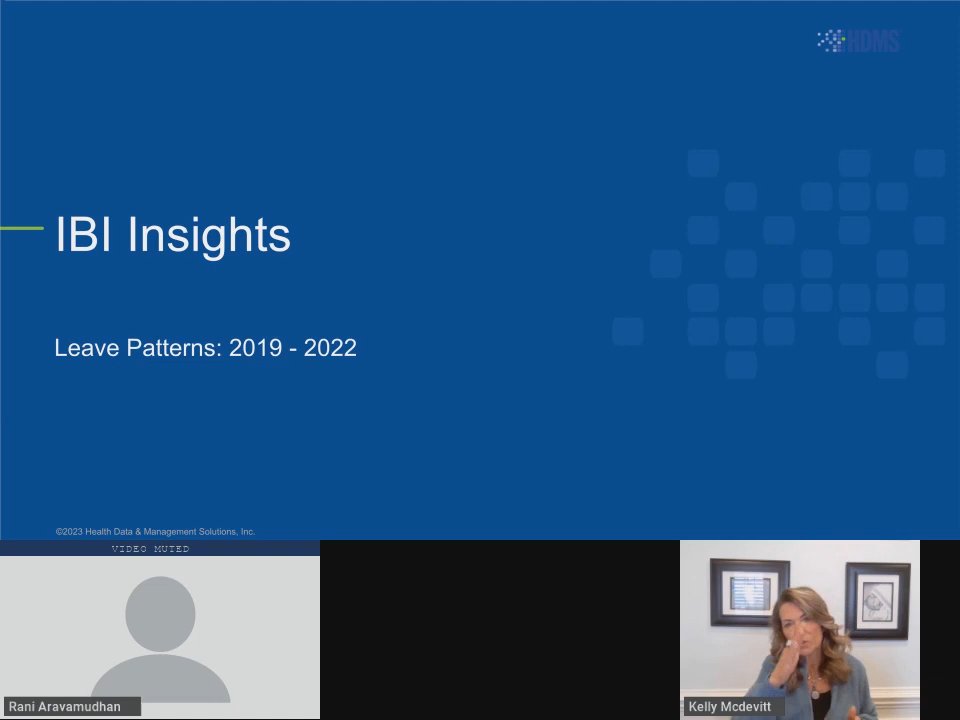 HDMS
IBI Insights
Leave Patterns: 2019 - 2022
©2023 Health Data & Management Solutions, Inc.
VIDEO MUTED
Rani Aravamudhan
Kelly Mcdevitt